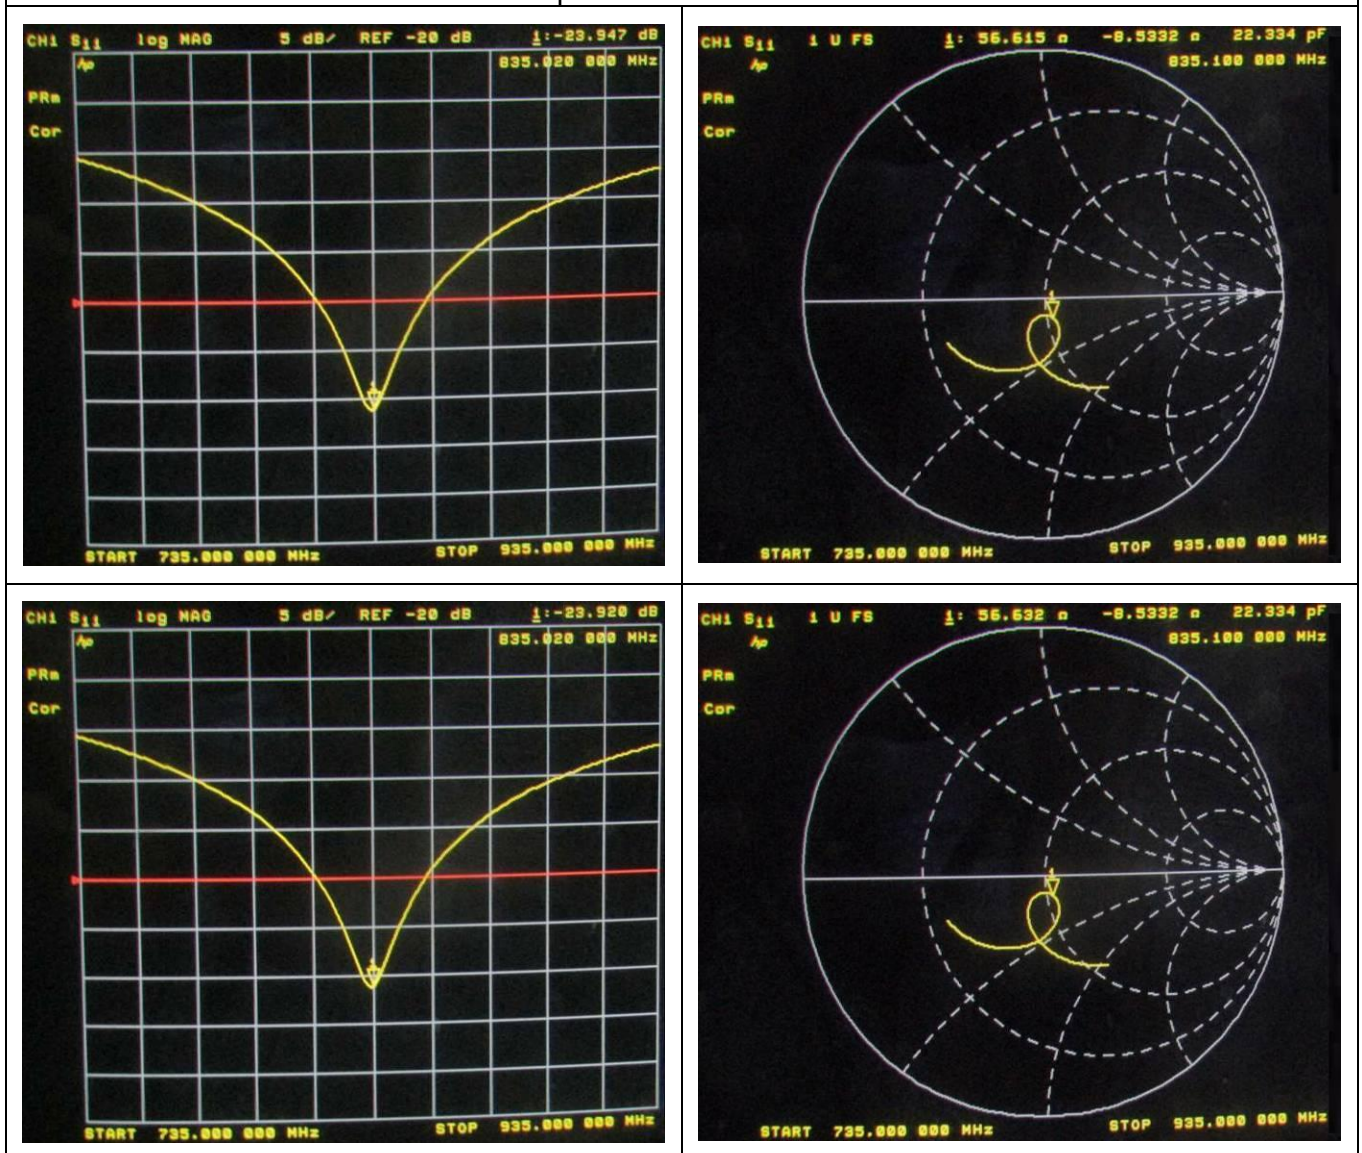 CH1 S11 log MAG 5 dB/ REF -20 dB 1:-23.947 dB
hp 835.020 000 MHz
PRm
Cor
START 735.000 000 MHz STOP 935.000 000 MHz
CH1 S11 1 U FS 1: 56.615 Ω -8.5332 Ω 22.334 pF
hp 835.100 000 MHz
PRm
Cor
1
START 735.000 000 MHz STOP 935.000 000 MHz
CH1 S11 log MAG 5 dB/ REF -20 dB 1:-23.920 dB
hp 835.020 000 MHz
PRm
Cor
START 735.000 000 MHz STOP 935.000 000 MHz
CH1 S11 1 U FS 1: 56.632 Ω -8.5332 Ω 22.334 pF
hp 835.100 000 MHz
PRm
Cor
1
START 735.000 000 MHz STOP 935.000 000 MHz